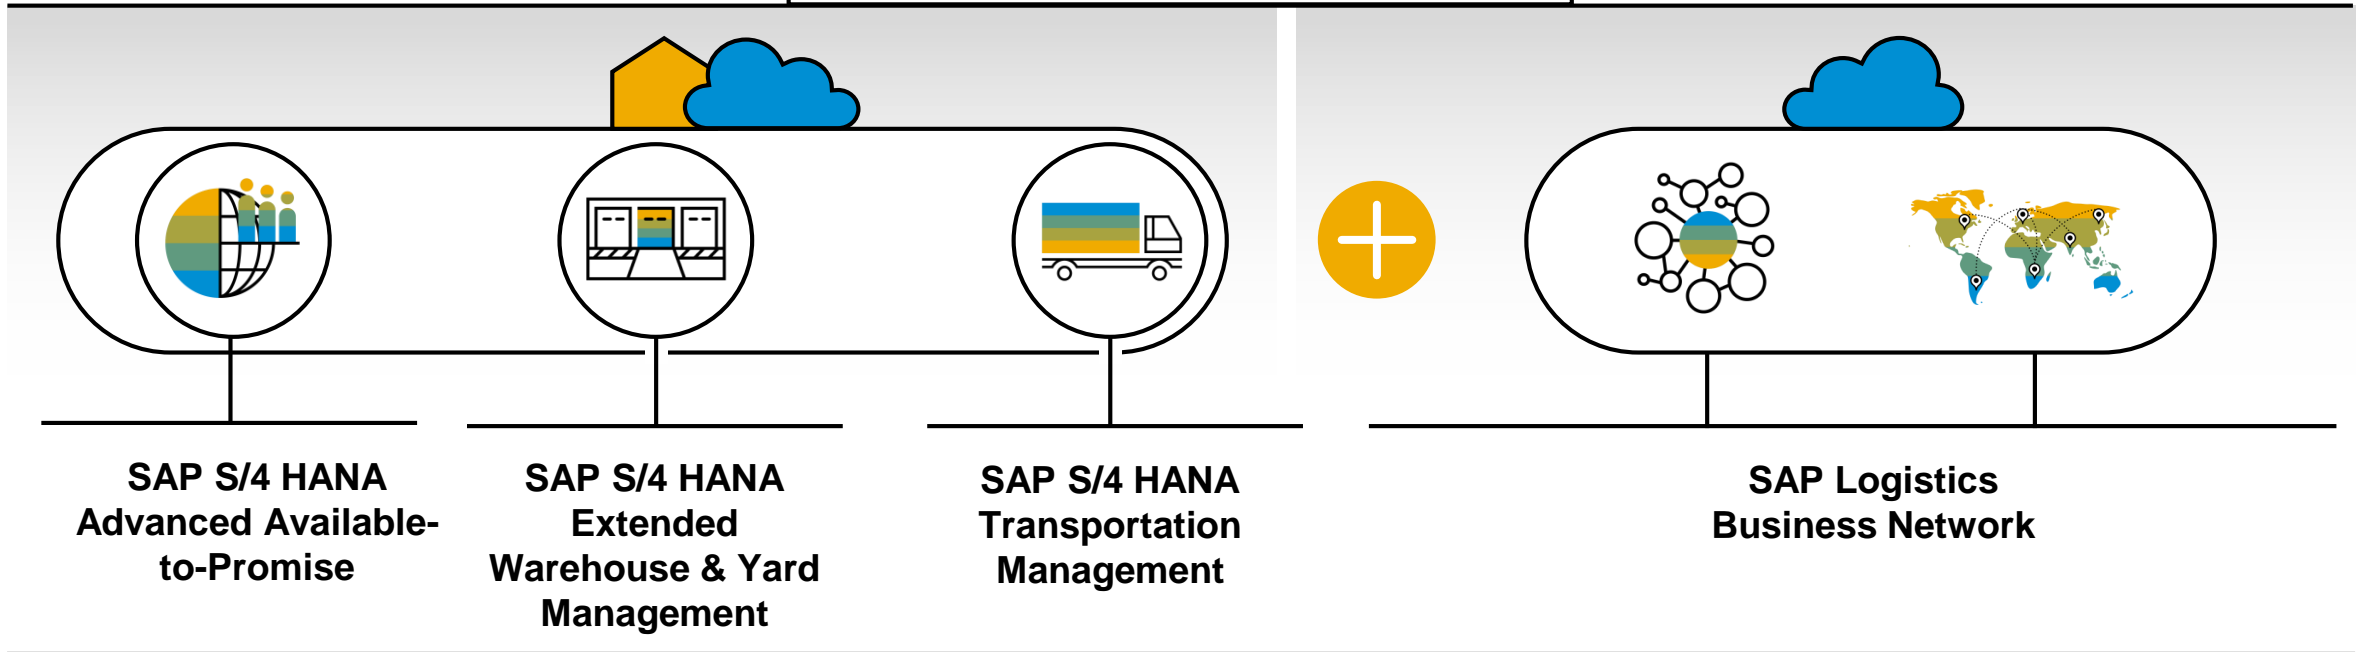 SAP S/4 HANA
Advanced Available-
to-Promise
SAP S/4 HANA
Extended
Warehouse & Yard
Management
SAP S/4 HANA
Transportation
Management
SAP Logistics
Business Network